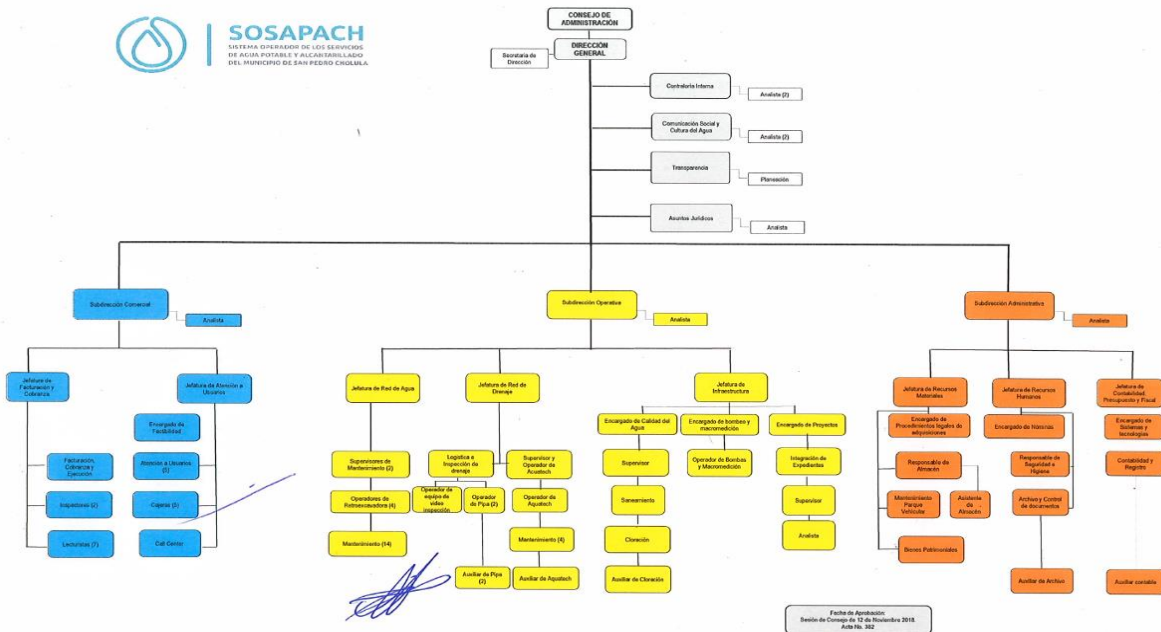 SOSAPACH
SISTEMA OPERADOR DE LOS SERVICIOS
DE AGUA POTABLE Y ALCANTARILLADO
DEL MUNICIPIO DE SAN PEDRO CHOLULA
CONSEJO DE
ADMINISTRACIÓN
DIRECCIÓN
GENERAL
Secretaria de
Dirección
Contraloría Interna
Analista (2)
Comunicación Social y
Cultura del Agua
Analista (2)
Transparencia
Planeación
Asuntos Jurídicos
Analista
Subdirección Comercial
Analista
Subdirección Operativa
Analista
Subdirección Administrativa
Analista
Jefatura de
Facturación y
Cobranza
Jefatura de Atención a
Usuarios
Encargado de
Factibilidad
Facturación,
Cobranza y
Ejecución
Atención a Usuarios
(5)
Inspectores (2)
Cajeras (5)
Lecturistas (7)
Call Center
Jefatura de Red de Agua
Jefatura de Red de
Drenaje
Jefatura de
Infraestructura
Supervisores de
Mantenimiento (2)
Operadores de
Retroexcavadora (4)
Mantenimiento (14)
Logística e
Inspección de
drenaje
Supervisor y
Operador de
Acuatech
Operador de
equipo de
video
inspección
Operador
de Pipa (2)
Operador de
Aquatech
Mantenimiento (4)
Auxiliar de Pipa
(2)
Auxiliar de Aquatech
Encargado de Calidad del
Agua
Encargado de bombeo y
macromedición
Encargado de Proyectos
Supervisor
Operador de Bombas
y Macromedición
Integración de
Expedientes
Saneamiento
Supervisor
Cloración
Analista
Auxiliar de Cloración
Jefatura de Recursos
Materiales
Jefatura de Recursos
Humanos
Jefatura de
Contabilidad,
Presupuesto y Fiscal
Encargado de
Procedimientos legales de
adquisiciones
Encargado de Nóminas
Encargado de
Sistemas y
tecnologías
Responsable de
Almacén
Responsable de
Seguridad e
Higiene
Contabilidad y
Registro
Mantenimiento
Parque
Vehicular
Asistente
de
Almacén
Archivo y Control
de documentos
Bienes Patrimoniales
Auxiliar de Archivo
Auxiliar contable
Fecha de Aprobación:
Sesión de Consejo de 12 de Noviembre 2018
Acta No. 382